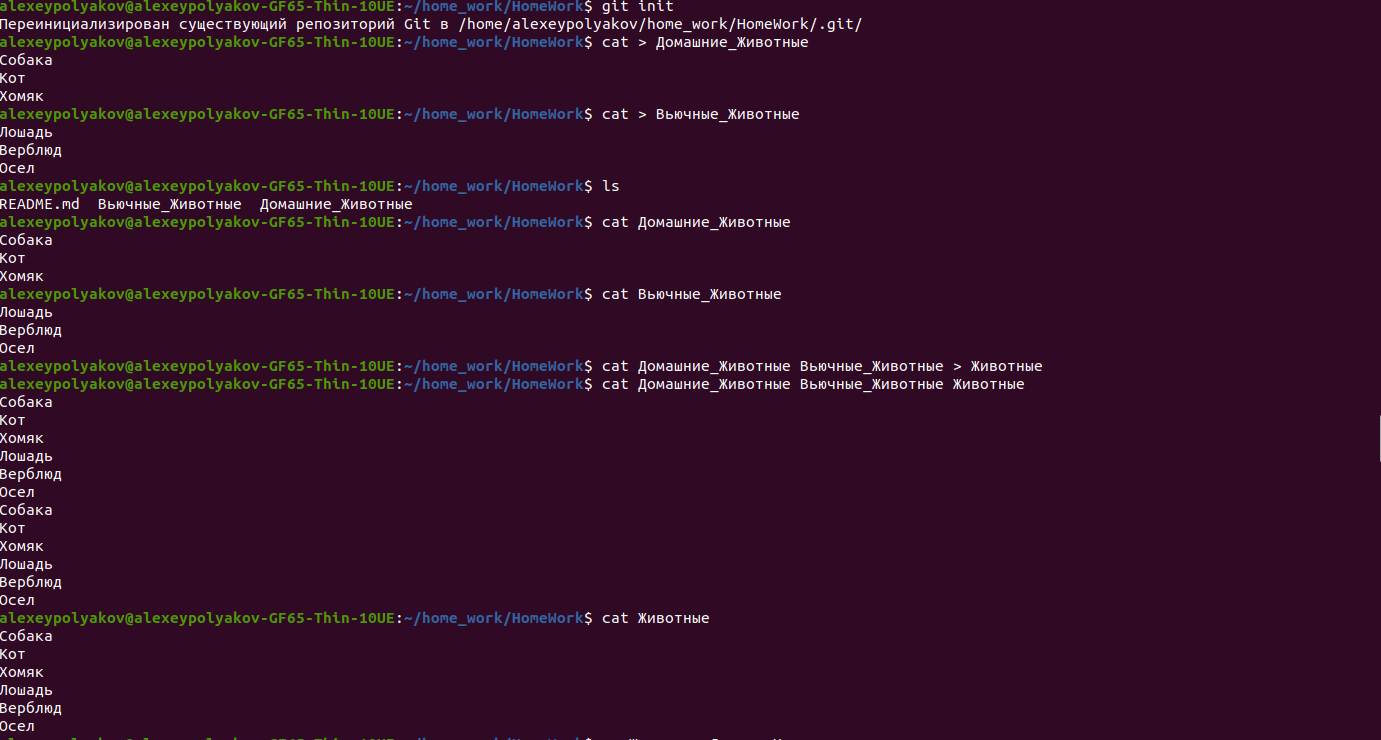 alexeypolyakov@alexeypolyakov-GF65-Thin-10UE:~/home_work/HomeWork$ git init
Переинициализирован существующий репозиторий Git в /home/alexeypolyakov/home_work/HomeWork/.git/
alexeypolyakov@alexeypolyakov-GF65-Thin-10UE:~/home_work/HomeWork$ cat > Домашние_Животные
Собака
Кот
Хомяк
alexeypolyakov@alexeypolyakov-GF65-Thin-10UE:~/home_work/HomeWork$ cat > Вьючные_Животные
Лошадь
Верблюд
Осел
alexeypolyakov@alexeypolyakov-GF65-Thin-10UE:~/home_work/HomeWork$ ls
README.md  Вьючные_Животные  Домашние_Животные
alexeypolyakov@alexeypolyakov-GF65-Thin-10UE:~/home_work/HomeWork$ cat Домашние_Животные
Собака
Кот
Хомяк
alexeypolyakov@alexeypolyakov-GF65-Thin-10UE:~/home_work/HomeWork$ cat Вьючные_Животные
Лошадь
Верблюд
Осел
alexeypolyakov@alexeypolyakov-GF65-Thin-10UE:~/home_work/HomeWork$ cat Домашние_Животные Вьючные_Животные > Животные
alexeypolyakov@alexeypolyakov-GF65-Thin-10UE:~/home_work/HomeWork$ cat Домашние_Животные Вьючные_Животные Животные
Собака
Кот
Хомяк
Лошадь
Верблюд
Осел
Собака
Кот
Хомяк
Лошадь
Верблюд
Осел
alexeypolyakov@alexeypolyakov-GF65-Thin-10UE:~/home_work/HomeWork$ cat Животные
Собака
Кот
Хомяк
Лошадь
Верблюд
Осел